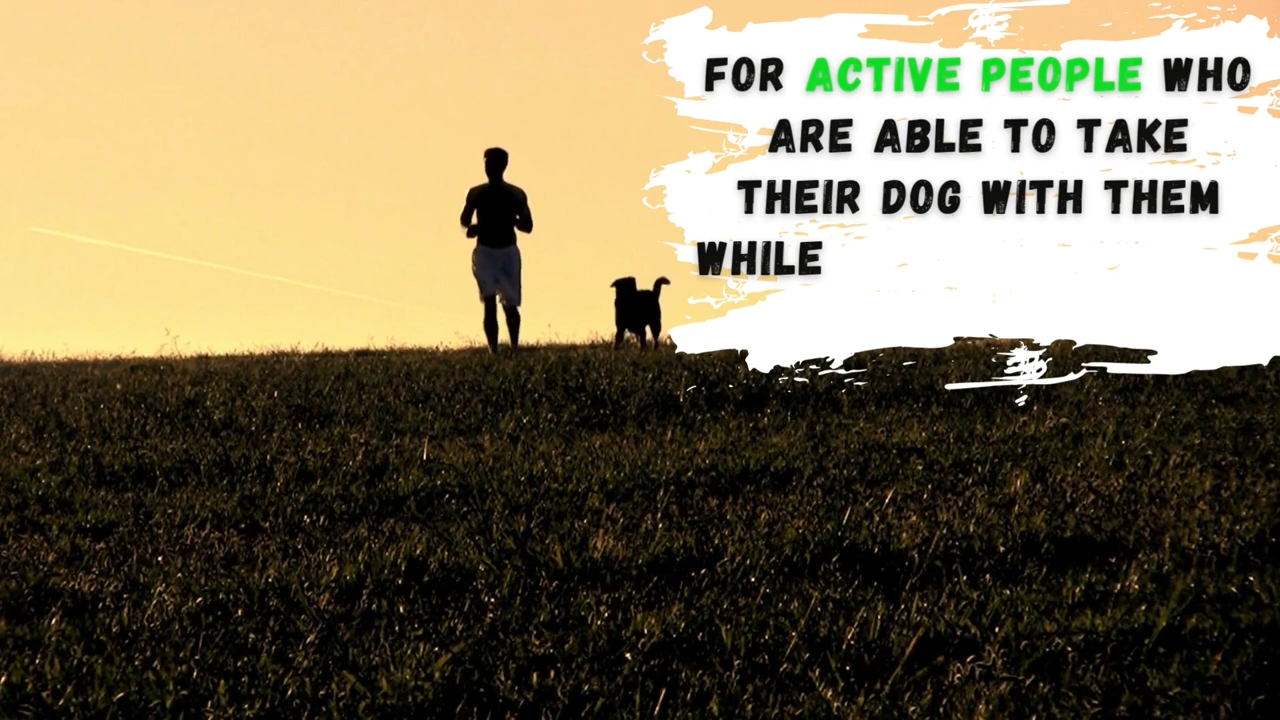 FOR ACTIVE PEOPLE WHO
ARE ABLE TO TAKE
THEIR DOG WITH THEM
WHILE